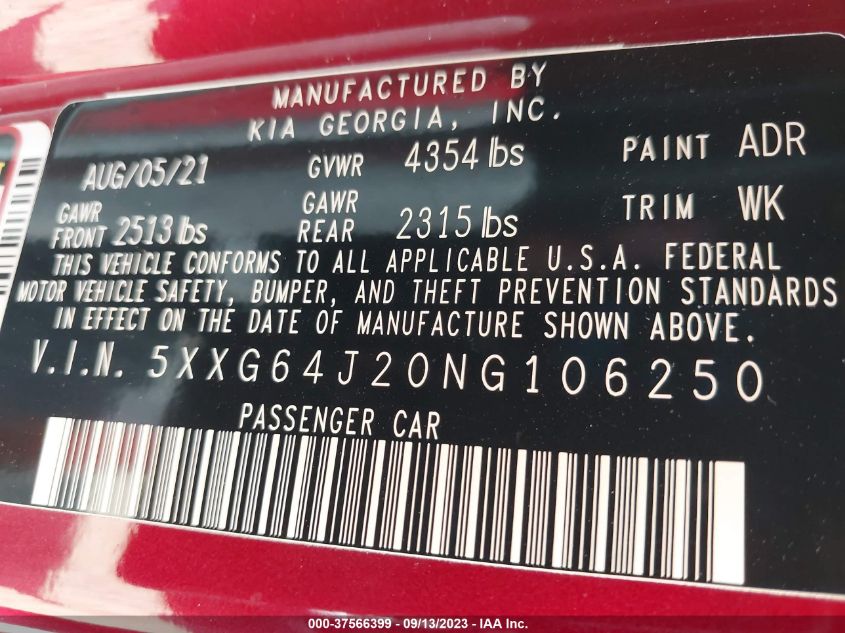 MANUFACTURED BY
KIA GEORGIA, INC.
AUG/05/21 GVWR 4354 lbs PAINT ADR
GAWR FRONT 2513 lbs GAWR REAR 2315 lbs TRIM WK
THIS VEHICLE CONFORMS TO ALL APPLICABLE U.S.A. FEDERAL
MOTOR VEHICLE SAFETY, BUMPER, AND THEFT PREVENTION STANDARDS
IN EFFECT ON THE DATE OF MANUFACTURE SHOWN ABOVE.
V.I.N. 5XXG64J20NG106250
PASSENGER CAR
000-37566399 - 09/13/2023 - IAA Inc.